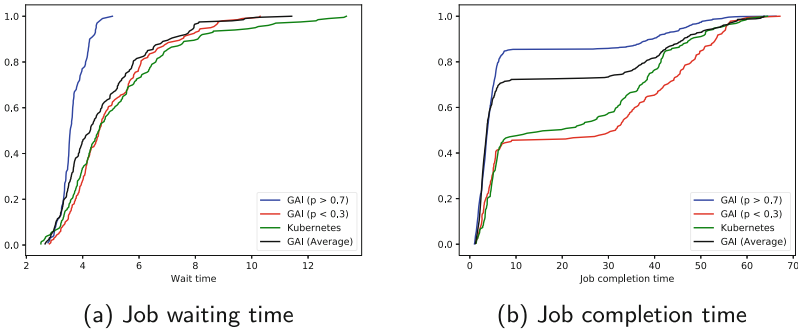 1.0
0.8
0.6
0.4
0.2
0.0
2 4 6 8 10 12
Wait time
GAI (p > 0.7)
GAI (p < 0.3)
Kubernetes
GAI (Average)
(a) Job waiting time
1.0
0.8
0.6
0.4
0.2
0.0
0 10 20 30 40 50 60 70
Job completion time
GAI (p > 0.7)
GAI (p < 0.3)
Kubernetes
GAI (Average)
(b) Job completion time